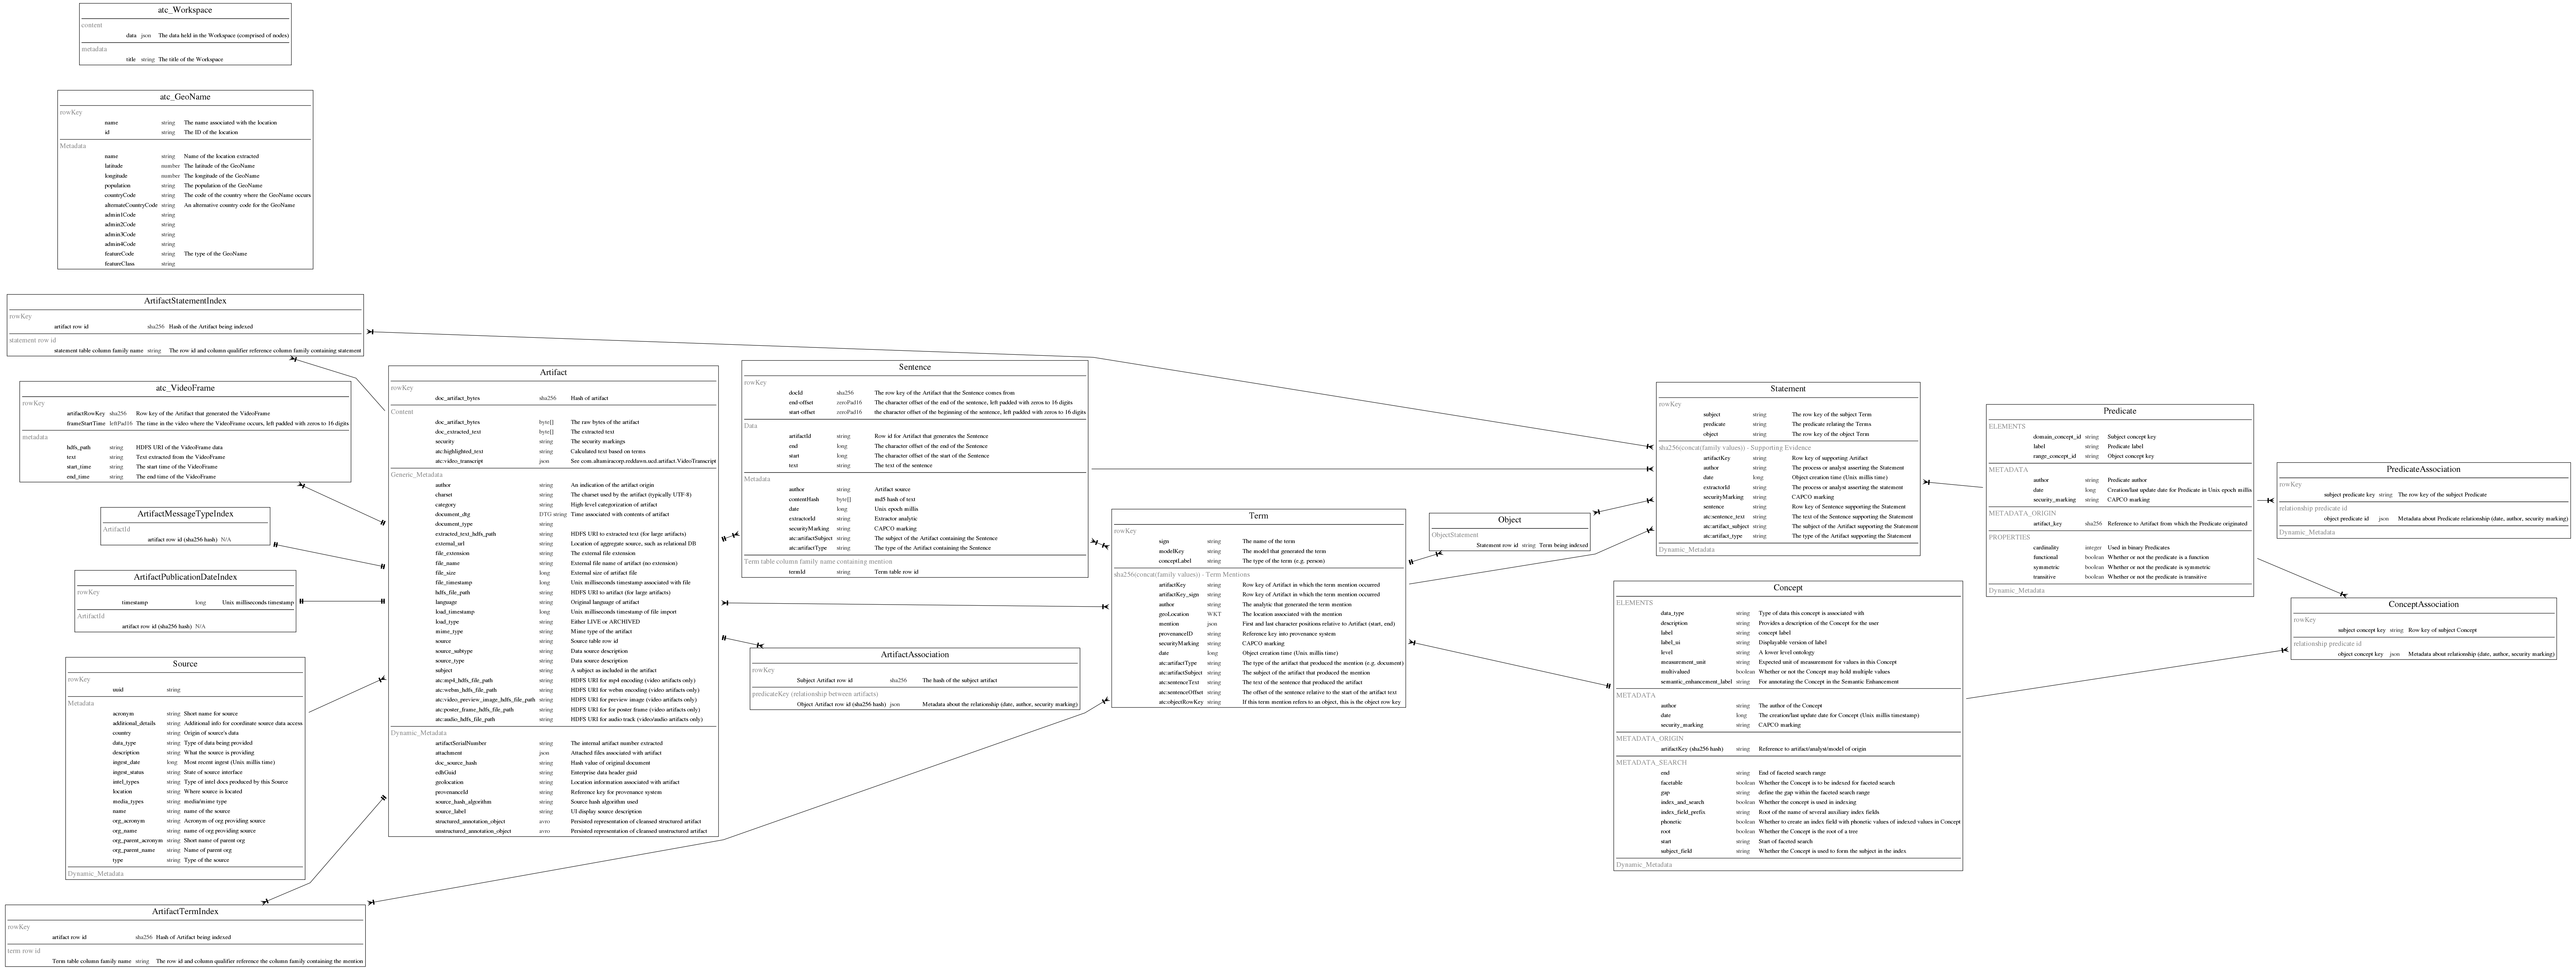 atc_Workspace
content
data json The data held in the Workspace (comprised of nodes)
metadata
title string The title of the Workspace
atc_GeoName
rowKey
name string The name associated with the location
id string The ID of the location
Metadata
name string Name of the location extracted
latitude number The latitude of the GeoName
longitude number The longitude of the GeoName
population string The population of the GeoName
countryCode string The code of the country where the GeoName occurs
alternateCountryCode string An alternative country code for the GeoName
admin1Code string
admin2Code string
admin3Code string
admin4Code string
featureCode string The type of the GeoName
featureClass string
ArtifactStatementIndex
rowKey
artifact row id sha256 Hash of the Artifact being indexed
statement row id
statement table column family name string The row id and column qualifier reference column family containing statement
atc_VideoFrame
rowKey
artifactRowKey sha256 Row key of the Artifact that generated the VideoFrame
frameStartTime leftPad16 The time in the video where the VideoFrame occurs, left padded with zeros to 16 digits
metadata
hdfs_path string HDFS URI of the VideoFrame data
text string Text extracted from the VideoFrame
start_time string The start time of the VideoFrame
end_time string The end time of the VideoFrame
ArtifactMessageTypeIndex
ArtifactId
artifact row id (sha256 hash) N/A
ArtifactPublicationDateIndex
rowKey
timestamp long Unix milliseconds timestamp
ArtifactId
artifact row id (sha256 hash) N/A
Source
rowKey
uuid string
Metadata
acronym string Short name for source
additional_details string Additional info for coordinate source data access
country string Origin of source's data
data_type string Type of data being provided
description string What the source is providing
ingest_date long Most recent ingest (Unix millis time)
ingest_status string State of source interface
intel_types string Type of intel docs produced by this Source
location string Where source is located
media_types string media/mime type
name string name of the source
org_acronym string Acronym of org providing source
org_name string name of org providing source
org_parent_acronym string Short name of parent org
org_parent_name string Name of parent org
type string Type of the source
Dynamic_Metadata
ArtifactTermIndex
rowKey
artifact row id sha256 Hash of Artifact being indexed
term row id
Term table column family name string The row id and column qualifier reference the column family containing the mention
Artifact
rowKey
doc_artifact_bytes sha256 Hash of artifact
Content
doc_artifact_bytes byte[] The raw bytes of the artifact
doc_extracted_text byte[] The extracted text
security string The security markings
atc:highlighted_text string Calculated text based on terms
atc:video_transcript json See com.altamiracorp.reddawn.ucd.artifact.VideoTranscript
Generic_Metadata
author string An indication of the artifact origin
charset string The charset used by the artifact (typically UTF-8)
category string High-level categorization of artifact
document_dtg DTG string Time associated with contents of artifact
document_type string
extracted_text_hdfs_path string HDFS URI to extracted text (for large artifacts)
external_url string Location of aggregate source, such as relational DB
file_extension string The external file extension
file_name string External file name of artifact (no extension)
file_size long External size of artifact file
file_timestamp long Unix milliseconds timestamp associated with file
hdfs_file_path string HDFS URI to artifact (for large artifacts)
language string Original language of artifact
load_timestamp long Unix milliseconds timestamp of file import
load_type string Either LIVE or ARCHIVED
mime_type string Mime type of the artifact
source string Source table row id
source_subtype string Data source description
source_type string Data source description
subject string A subject as included in the artifact
atc:mp4_hdfs_file_path string HDFS URI for mp4 encoding (video artifacts only)
atc:webm_hdfs_file_path string HDFS URI for webm encoding (video artifacts only)
atc:video_preview_image_hdfs_file_path string HDFS URI for preview image (video artifacts only)
atc:poster_frame_hdfs_file_path string HDFS URI for for poster frame (video artifacts only)
atc:audio_hdfs_file_path string HDFS URI for audio track (video/audio artifacts only)
Dynamic_Metadata
artifactSerialNumber string The internal artifact number extracted
attachment json Attached files associated with artifact
doc_source_hash string Hash value of original document
edhGuid string Enterprise data header guid
geolocation string Location information associated with artifact
provenanceId string Reference key for provenance system
source_hash_algorithm string Source hash algorithm used
source_label string UI display source description
structured_annotation_object avro Persisted representation of cleansed structured artifact
unstructured_annotation_object avro Persisted representation of cleansed unstructured artifact
Sentence
rowKey
docId sha256 The row key of the Artifact that the Sentence comes from
end offset zeroPad16 The character offset of the end of the sentence, left padded with zeros to 16 digits
start offset zeroPad16 the character offset of the beginning of the sentence, left padded with zeros to 16 digits
Data
artifactId string Row id for Artifact that generates the Sentence
end long The character offset of the end of the Sentence
start long The character offset of the start of the Sentence
text string The text of the sentence
Metadata
author string Artifact source
contentHash byte[] md5 hash of text
date long Unix epoch millis
extractorId string Extractor analytic
securityMarking string CAPCO marking
atc:artifactSubject string The subject of the Artifact containing the Sentence
atc:artifactType string The type of the Artifact containing the Sentence
Term table column family name containing mention
termId string Term table row id
ArtifactAssociation
rowKey
Subject Artifact row id sha256 The hash of the subject artifact
predicateKey (relationship between artifacts)
Object Artifact row id (sha256 hash) json Metadata about the relationship (date, author, security marking)
Term
rowKey
sign string The name of the term
modelKey string The model that generated the term
conceptLabel string The type of the term (e.g. person)
sha256(concat(family values)) - Term Mentions
artifactKey string Row key of Artifact in which the term mention occurred
artifactKey_sign string Row key of Artifact in which the term mention occurred
author string The analytic that generated the term mention
geoLocation WKT The location associated with the mention
mention json First and last character positions relative to Artifact (start, end)
provenanceID string Reference key into provenance system
securityMarking string CAPCO marking
date long Object creation time (Unix millis time)
atc:artifactType string The type of the artifact that produced the mention (e.g. document)
atc:artifactSubject string The subject of the artifact that produced the mention
atc:sentenceText string The text of the sentence that produced the artifact
atc:sentenceOffset string The offset of the sentence relative to the start of the artifact text
atc:objectRowKey string If this term mention refers to an object, this is the object row key
Object
ObjectStatement
Statement row id string Term being indexed
Statement
rowKey
subject string The row key of the subject Term
predicate string The predicate relating the Terms
object string The row key of the object Term
sha256(concat(family values)) - Supporting Evidence
artifactKey string Row key of supporting Artifact
author string The process or analyst asserting the Statement
date long Object creation time (Unix millis time)
extractorId string The process or analyst asserting the statement
securityMarking string CAPCO marking
sentence string Row key of Sentence supporting the Statement
atc:sentence_text string The text of the Sentence supporting the Statement
atc:artifact_subject string The subject of the Artifact supporting the Statement
atc:artifact_type string The type of the Artifact supporting the Statement
Dynamic_Metadata
Concept
ELEMENTS
data_type string Type of data this concept is associated with
description string Provides a description of the Concept for the user
label string concept label
label_ui string Displayable version of label
level string A lower level ontology
measurement_unit string Expected unit of measurement for values in this Concept
multivalued boolean Whether or not the Concept may hold multiple values
semantic_enhancement_label string For annotating the Concept in the Semantic Enhancement
METADATA
author string The author of the Concept
date long The creation/last update date for Concept (Unix millis timestamp)
security_marking string CAPCO marking
METADATA_ORIGIN
artifactKey (sha256 hash) string Reference to artifact/analyst/model of origin
METADATA_SEARCH
end string End of faceted search range
facetable boolean Whether the Concept is to be indexed for faceted search
gap string define the gap within the faceted search range
index_and_search boolean Whether the concept is used in indexing
index_field_prefix string Root of the name of several auxiliary index fields
phonetic boolean Whether to create an index field with phonetic values of indexed values in Concept
root boolean Whether the Concept is the root of a tree
start string Start of faceted search
subject_field string Whether the Concept is used to form the subject in the index
Dynamic_Metadata
Predicate
ELEMENTS
domain_concept_id string Subject concept key
label string Predicate label
range_concept_id string Object concept key
METADATA
author string Predicate author
date long Creation/last update date for Predicate in Unix epoch millis
security_marking string CAPCO marking
METADATA_ORIGIN
artifact_key sha256 Reference to Artifact from which the Predicate originated
PROPERTIES
cardinality integer Used in binary Predicates
functional boolean Whether or not the predicate is a function
symmetric boolean Whether or not the predicate is symmetric
transitive boolean Whether or not the predicate is transitive
Dynamic_Metadata
PredicateAssociation
rowKey
subject predicate key string The row key of the subject Predicate
relationship predicate id
object predicate id json Metadata about Predicate relationship (date, author, security marking)
Dynamic_Metadata
ConceptAssociation
rowKey
subject concept key string Row key of subject Concept
relationship predicate id
object concept key json Metadata about relationship (date, author, security marking)